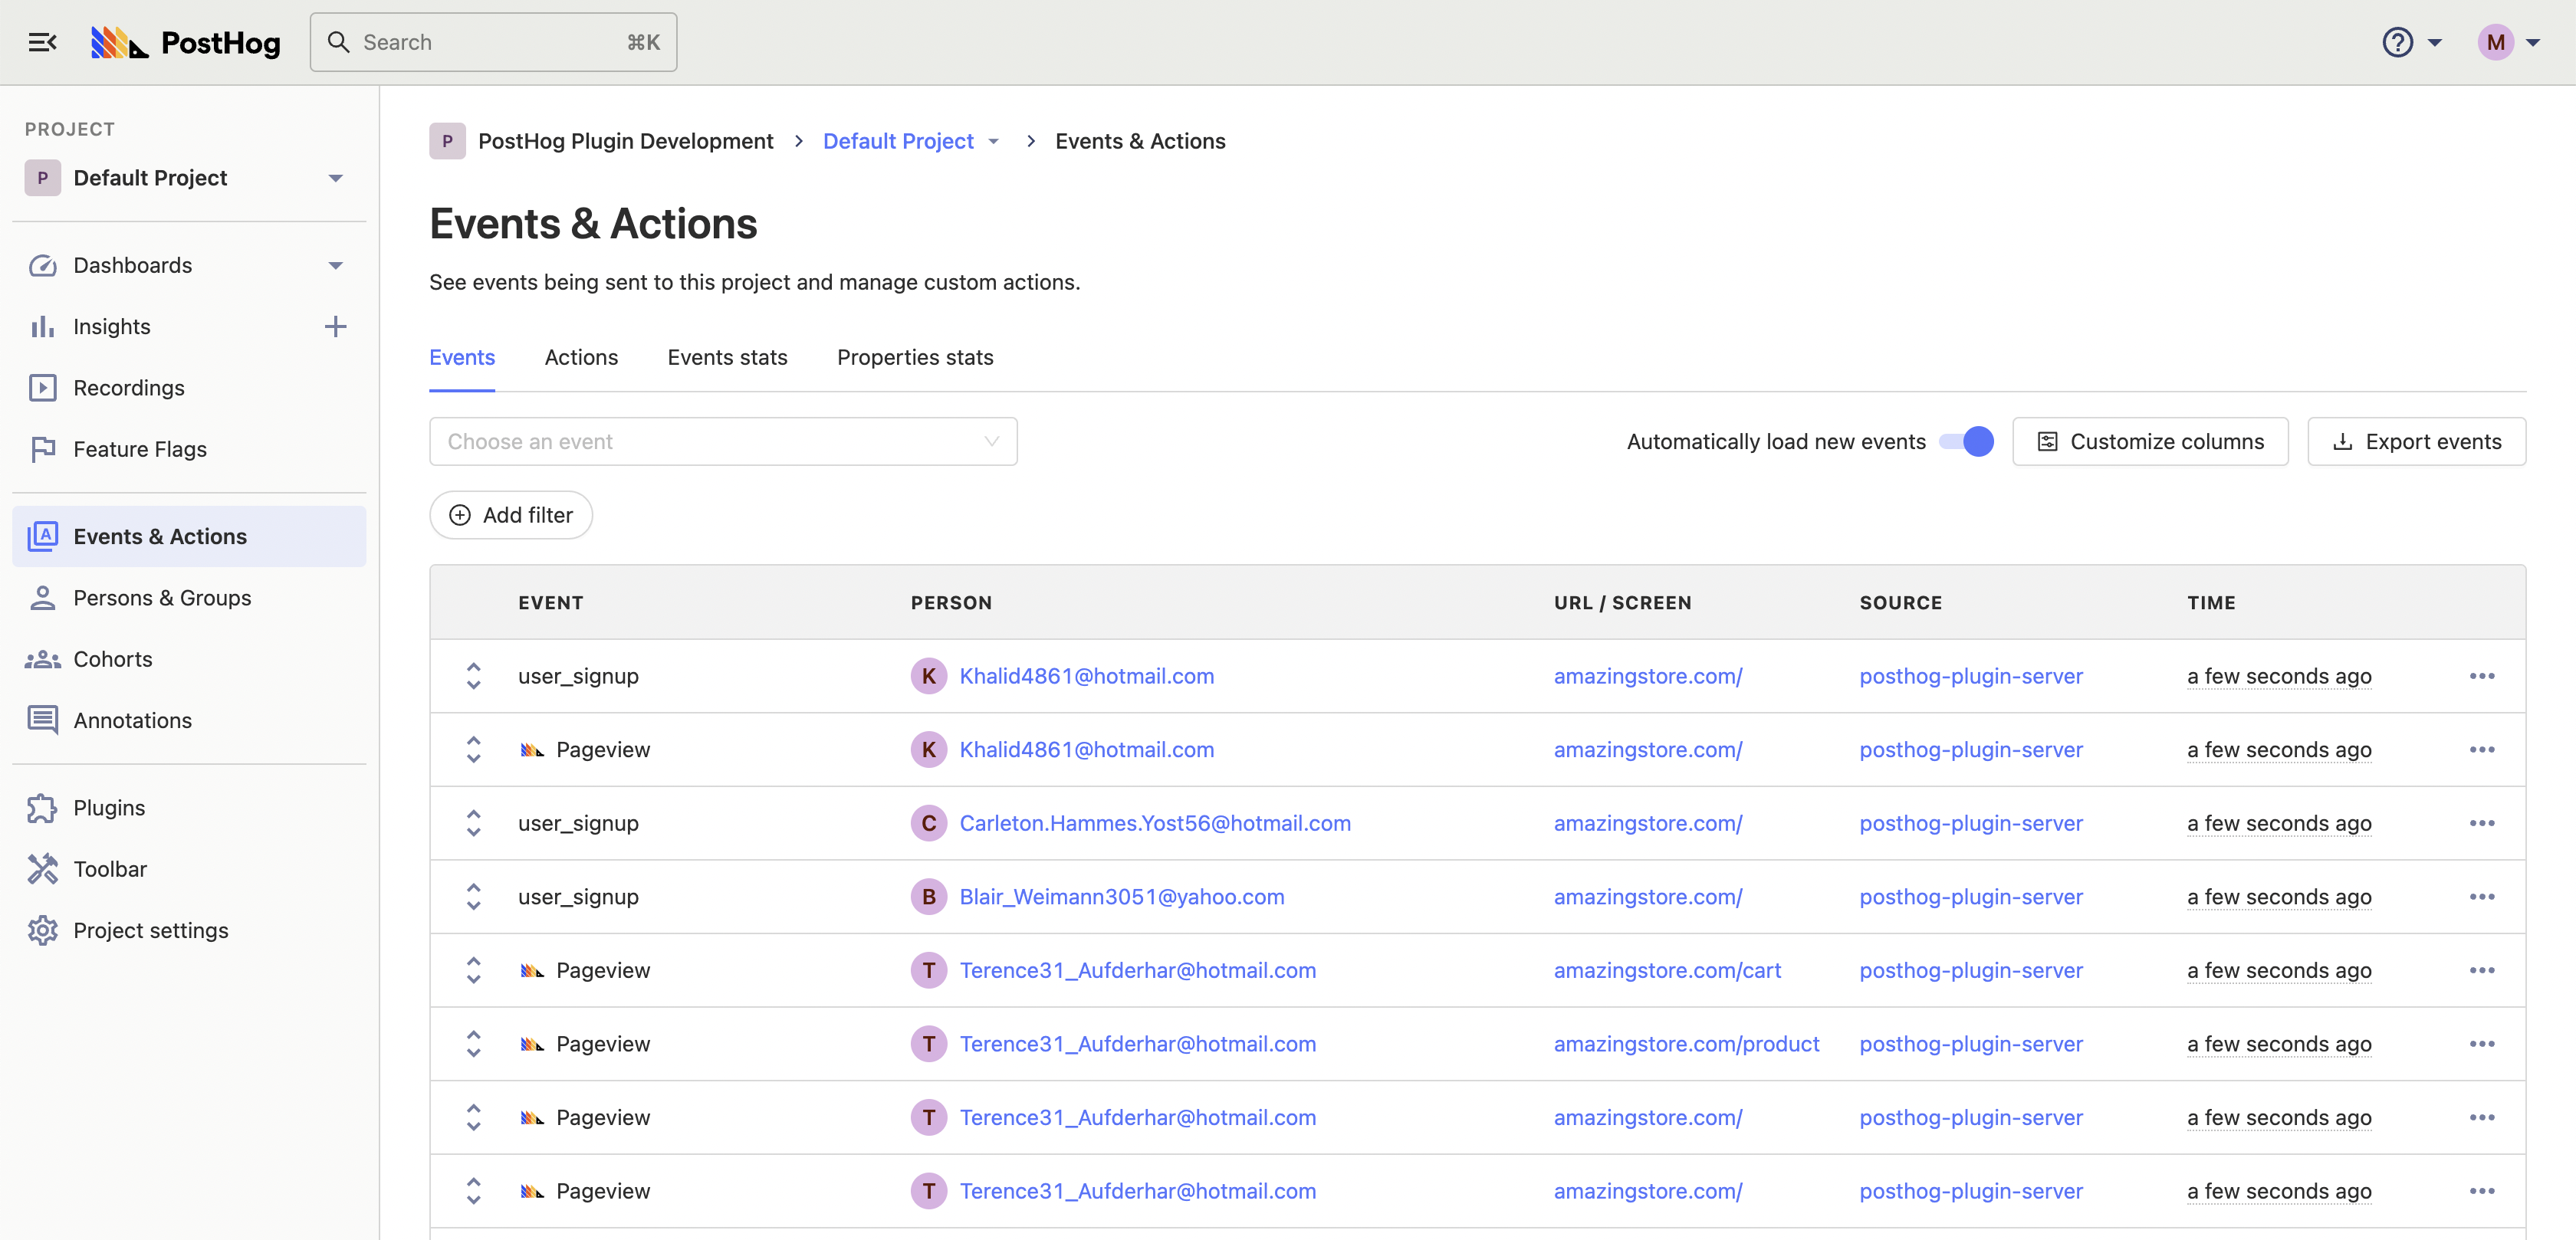 PostHog
Search ⌘K
M
PROJECT
P Default Project
Dashboards
Insights
Recordings
Feature Flags
Events & Actions
Persons & Groups
Cohorts
Annotations
Plugins
Toolbar
Project settings
P PostHog Plugin Development > Default Project > Events & Actions
Events & Actions
See events being sent to this project and manage custom actions.
Events Actions Events stats Properties stats
Choose an event Automatically load new events Customize columns Export events
Add filter
EVENT PERSON URL / SCREEN SOURCE TIME
user_signup K Khalid4861@hotmail.com amazingstore.com/ posthog-plugin-server a few seconds ago
Pageview K Khalid4861@hotmail.com amazingstore.com/ posthog-plugin-server a few seconds ago
user_signup C Carleton.Hammes.Yost56@hotmail.com amazingstore.com/ posthog-plugin-server a few seconds ago
user_signup B Blair_Weimann3051@yahoo.com amazingstore.com/ posthog-plugin-server a few seconds ago
Pageview T Terence31_Aufderhar@hotmail.com amazingstore.com/cart posthog-plugin-server a few seconds ago
Pageview T Terence31_Aufderhar@hotmail.com amazingstore.com/product posthog-plugin-server a few seconds ago
Pageview T Terence31_Aufderhar@hotmail.com amazingstore.com/ posthog-plugin-server a few seconds ago
Pageview T Terence31_Aufderhar@hotmail.com amazingstore.com/ posthog-plugin-server a few seconds ago